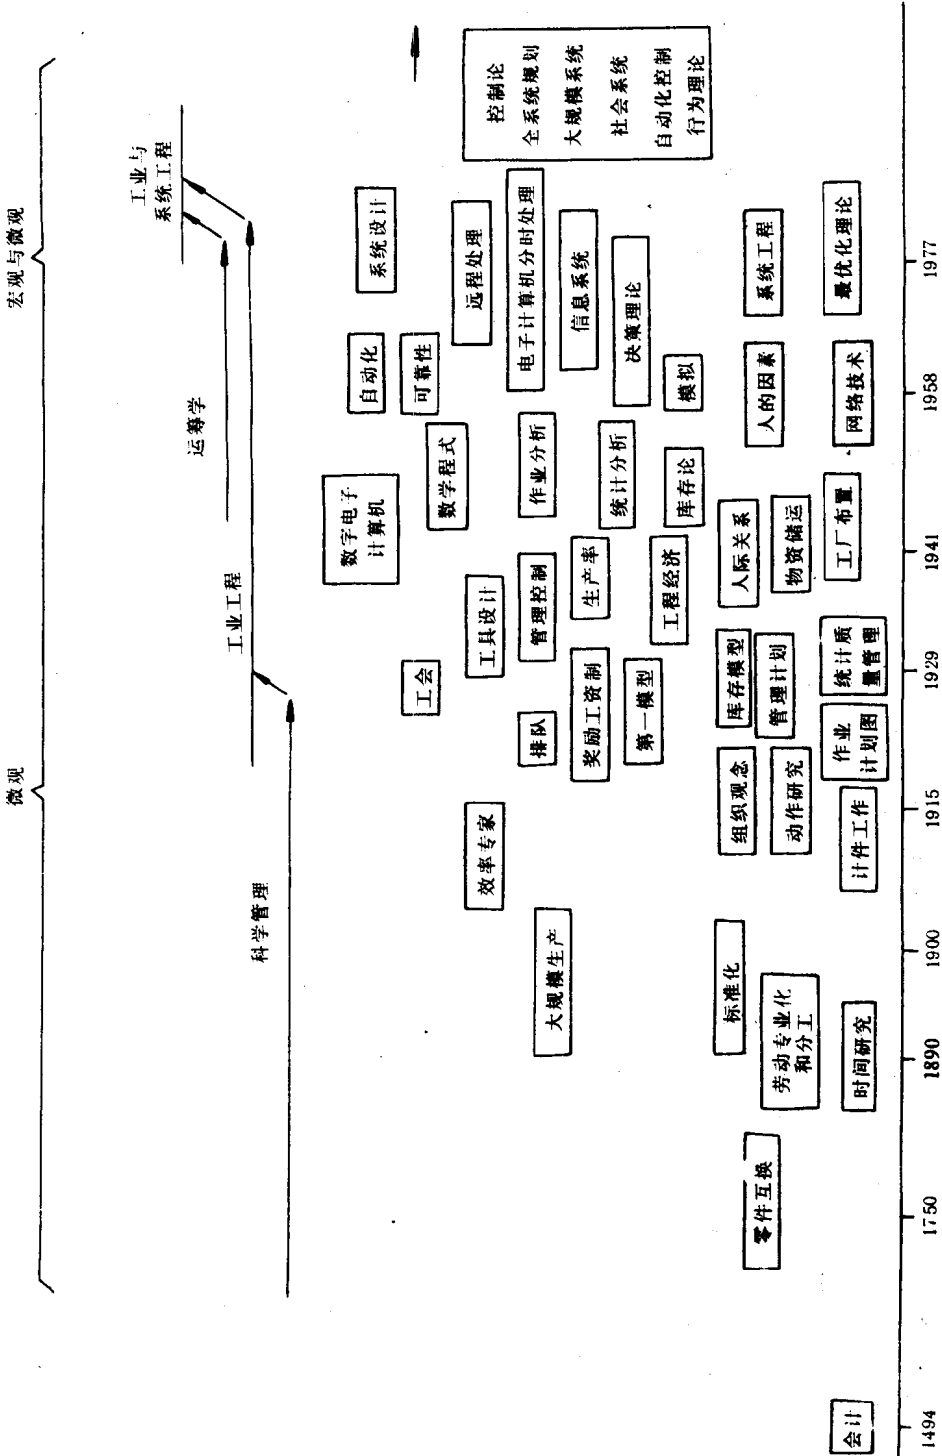 微观
宏观与微观
科学管理
工业工程
运筹学
工业与
系统工程
数字电子
计算机
自动化
系统设计
工会
可靠性
数学程式
效率专家
工具设计
远程处理
大规模生产
排队
管理控制
作业分析
电子计算机分时处理
奖励工资制
生产率
信息系统
第一模型
统计分析
决策理论
工程经济
库存论
模拟
控制论
全系统规划
大规模系统
社会系统
自动化控制
行为理论
标准化
组织观念
库存模型
人际关系
零件互换
劳动专业化
和分工
动作研究
管理计划
物资储运
人的因素
系统工程
会计
时间研究
计件工作
作业
计划图
统计质
量管理
工厂布置
网络技术
最优化理论
1494
1750
1890
1900
1915
1929
1941
1958
1977